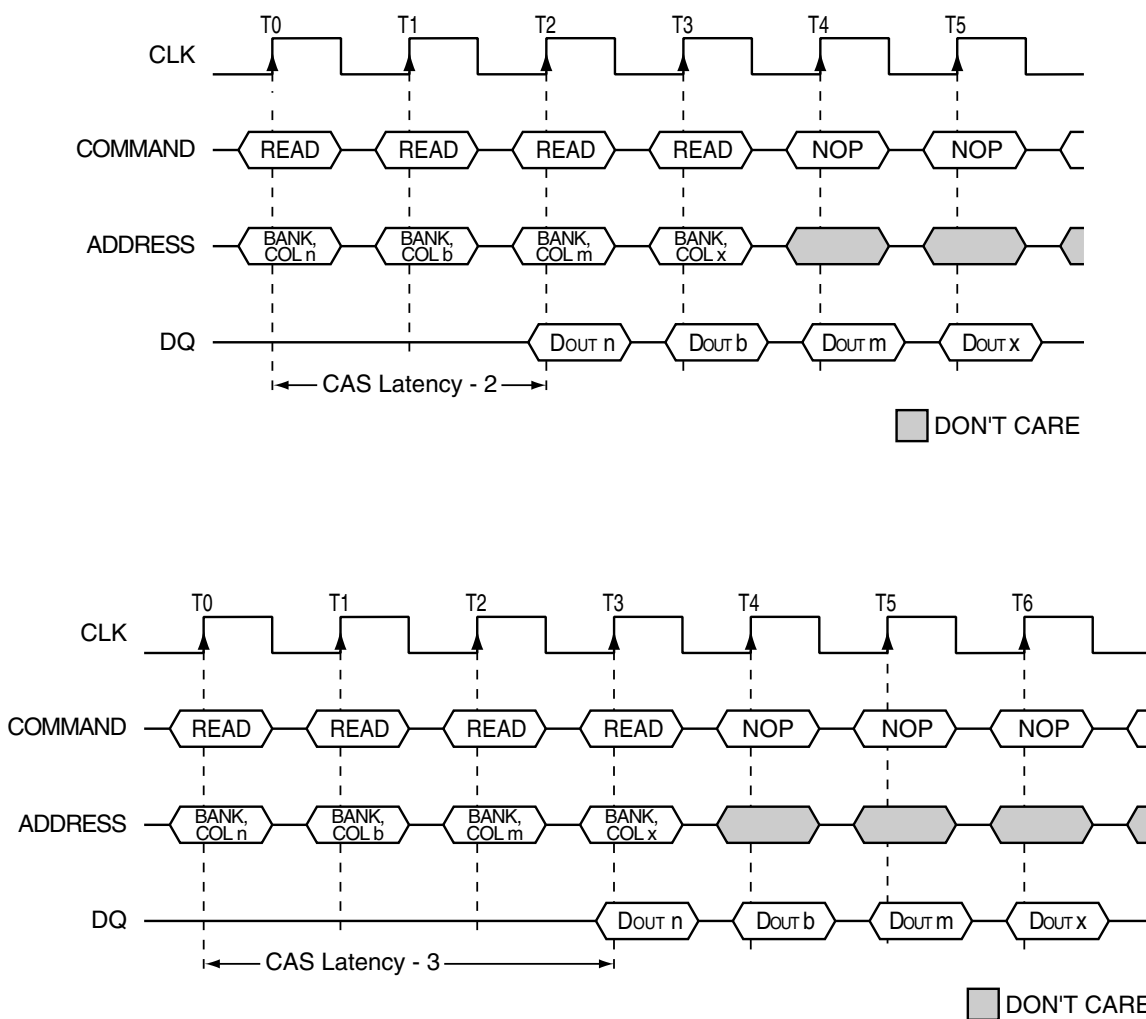 T0 T1 T2 T3 T4 T5
CLK
COMMAND READ READ READ READ NOP NOP
ADDRESS BANK, COL n BANK, COL b BANK, COL m BANK, COL x
DQ DOUT n DOUT b DOUT m DOUT x
CAS Latency - 2
DON'T CARE
T0 T1 T2 T3 T4 T5 T6
CLK
COMMAND READ READ READ READ NOP NOP NOP
ADDRESS BANK, COL n BANK, COL b BANK, COL m BANK, COL x
DQ DOUT n DOUT b DOUT m DOUT x
CAS Latency - 3
DON'T CARE